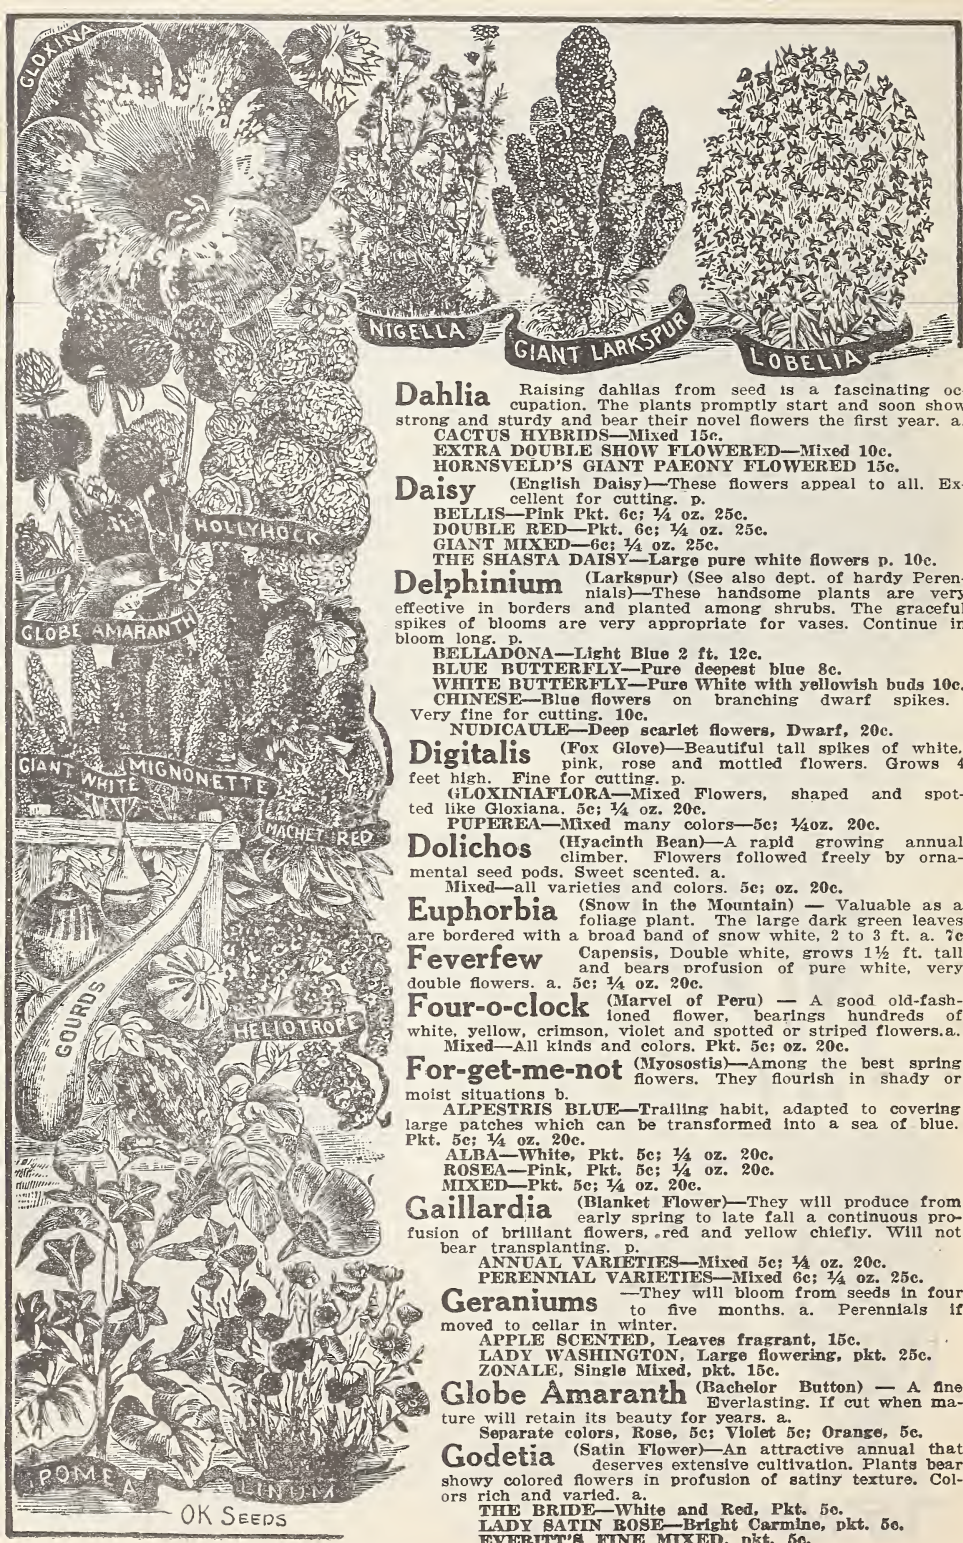 GLOXINA
NIGELLA
GIANT LARKSPUR
LOBELIA
HOLLYHOCK
GLOBE AMARANTH
GIANT WHITE
MIGNONETTE
MACHET RED
GOURDS
HELIOTROPE
IPOMEA
LINUM
OK SEEDS
Dahlia Raising dahlias from seed is a fascinating oc-
cupation. The plants promptly start and soon show
strong and sturdy and bear their novel flowers the first year. a.
CACTUS HYBRIDS—Mixed 15c.
EXTRA DOUBLE SHOW FLOWERED—Mixed 10c.
HORNSVELD'S GIANT PAEONY FLOWERED 15c.
Daisy (English Daisy)—These flowers appeal to all. Ex-
cellent for cutting. p.
BELLIS—Pink Pkt. 6c; ¼ oz. 25c.
DOUBLE RED—Pkt. 6c; ¼ oz. 25c.
GIANT MIXED—6c; ¼ oz. 25c.
THE SHASTA DAISY—Large pure white flowers p. 10c.
Delphinium (Larkspur) (See also dept. of hardy Peren-
nials)—These handsome plants are very
effective in borders and planted among shrubs. The graceful
spikes of blooms are very appropriate for vases. Continue in
bloom long. p.
BELLADONA—Light Blue 2 ft. 12c.
BLUE BUTTERFLY—Pure deepest blue 8c.
WHITE BUTTERFLY—Pure White with yellowish buds 10c.
CHINESE—Blue flowers on branching dwarf spikes.
Very fine for cutting. 10c.
NUDICAULE—Deep scarlet flowers, Dwarf, 20c.
Digitalis (Fox Glove)—Beautiful tall spikes of white,
pink, rose and mottled flowers. Grows 4
feet high. Fine for cutting. p.
GLOXINIAFLORA—Mixed Flowers, shaped and spot-
ted like Gloxiana. 5c; ¼ oz. 20c.
PUPEREA—Mixed many colors—5c; ¼oz. 20c.
Dolichos (Hyacinth Bean)—A rapid growing annual
climber. Flowers followed freely by orna-
mental seed pods. Sweet scented. a.
Mixed—all varieties and colors. 5c; oz. 20c.
Euphorbia (Snow in the Mountain) — Valuable as a
foliage plant. The large dark green leaves
are bordered with a broad band of snow white, 2 to 3 ft. a. 7c
Feverfew Capensis, Double white, grows 1½ ft. tall
and bears profusion of pure white, very
double flowers. a. 5c; ¼ oz. 20c.
Four-o-clock (Marvel of Peru) — A good old-fash-
ioned flower, bearings hundreds of
white, yellow, crimson, violet and spotted or striped flowers.a.
Mixed—All kinds and colors. Pkt. 5c; oz. 20c.
For-get-me-not (Myosostis)—Among the best spring
flowers. They flourish in shady or
moist situations b.
ALPESTRIS BLUE—Trailing habit, adapted to covering
large patches which can be transformed into a sea of blue.
Pkt. 5c; ¼ oz. 20c.
ALBA—White, Pkt. 5c; ¼ oz. 20c.
ROSEA—Pink, Pkt. 5c; ¼ oz. 20c.
MIXED—Pkt. 5c; ¼ oz. 20c.
Gaillardia (Blanket Flower)—They will produce from
early spring to late fall a continuous pro-
fusion of brilliant flowers, red and yellow chiefly. Will not
bear transplanting. p.
ANNUAL VARIETIES—Mixed 5c; ¼ oz. 20c.
PERENNIAL VARIETIES—Mixed 6c; ¼ oz. 25c.
Geraniums —They will bloom from seeds in four
to five months. a. Perennials if
moved to cellar in winter.
APPLE SCENTED, Leaves fragrant, 15c.
LADY WASHINGTON, Large flowering, pkt. 25c.
ZONALE, Single Mixed, pkt. 15c.
Globe Amaranth (Bachelor Button) — A fine
Everlasting. If cut when ma-
ture will retain its beauty for years. a.
Separate colors, Rose, 5c; Violet 5c; Orange, 5c.
Godetia (Satin Flower)—An attractive annual that
deserves extensive cultivation. Plants bear
showy colored flowers in profusion of satiny texture. Col-
ors rich and varied. a.
THE BRIDE—White and Red, Pkt. 5c.
LADY SATIN ROSE—Bright Carmine, pkt. 5c.
EVERITT'S FINE MIXED, pkt. 5c.